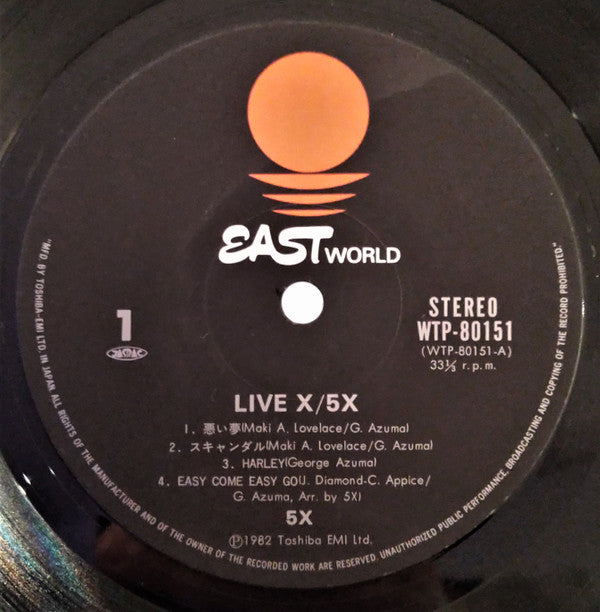 EAST WORLD
1
JASRAC
STEREO
WTP-80151
(WTP-80151-A)
33⅓ r.p.m.
LIVE X/5X
1. 悪い夢(Maki A. Lovelace/G. Azuma)
2. スキャンダル(Maki A. Lovelace/G. Azuma)
3. HARLEY(George Azuma)
4. EASY COME EASY GO(J. Diamond-C. Appice/
G. Azuma, Arr. by 5X)
5X
Ⓟ1982 Toshiba EMI Ltd.
"MFD. BY TOSHIBA-EMI LTD. IN JAPAN ALL RIGHTS OF THE MANUFACTURER AND OF THE OWNER OF THE RECORDED WORK ARE RESERVED. UNAUTHORIZED PUBLIC PERFORMANCE, BROADCASTING AND COPYING OF THE RECORD PROHIBITED."